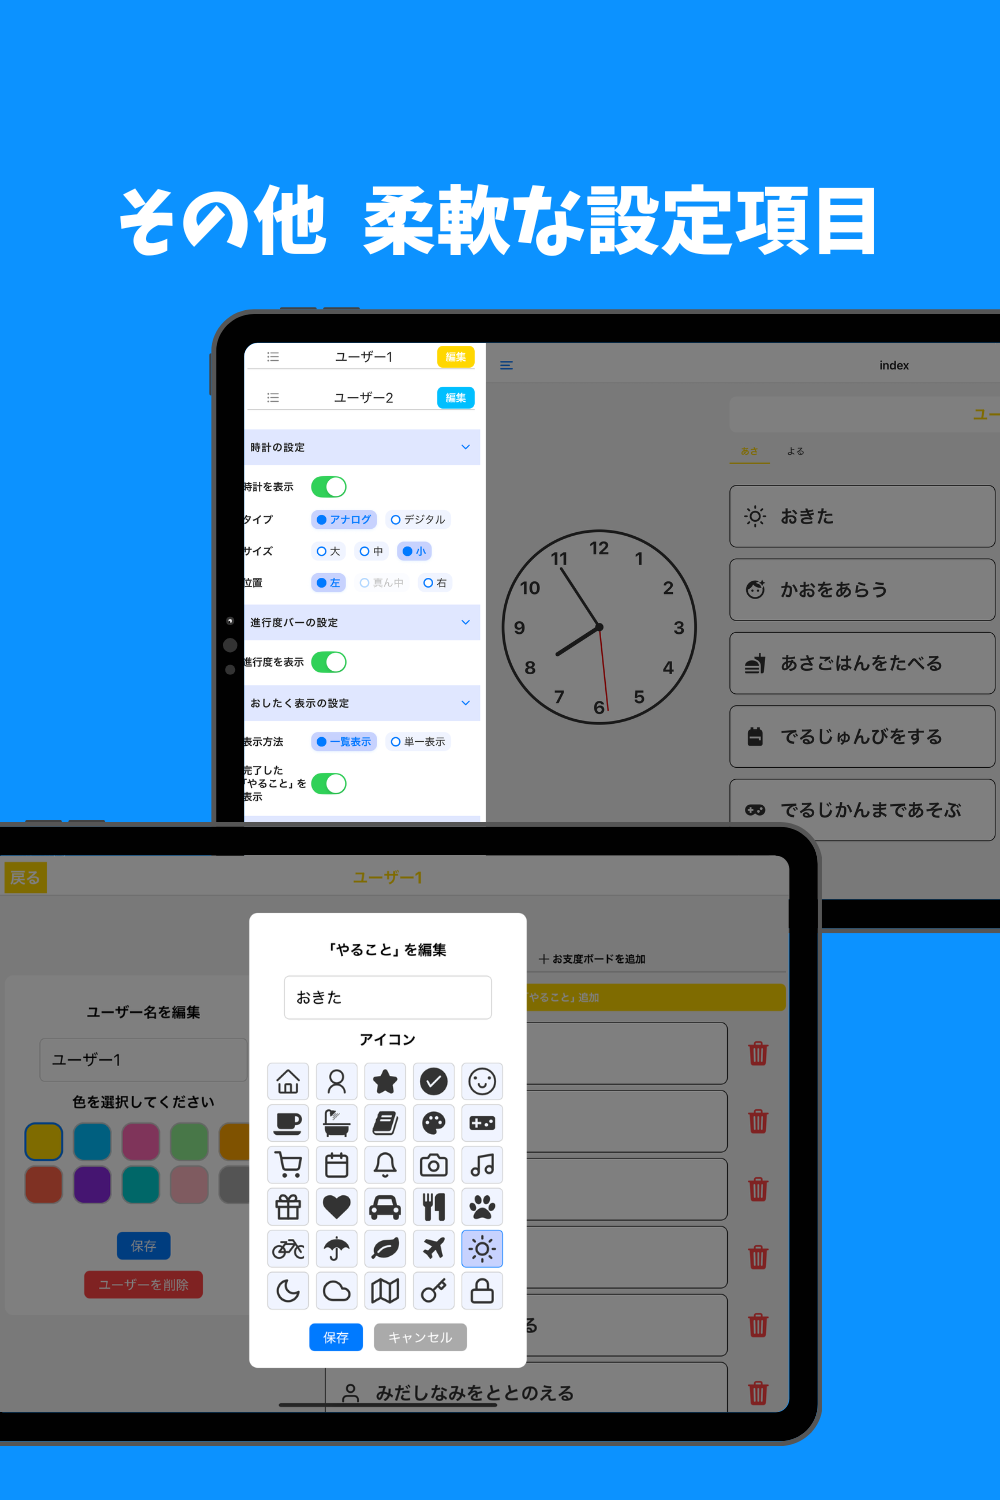 その他 柔軟な設定項目
ユーザー1
編集
ユーザー2
編集
時計の設定
時計を表示
タイプ
アナログ
デジタル
サイズ
大
中
小
位置
左
真ん中
右
進行度バーの設定
進行度を表示
おしたく表示の設定
表示方法
一覧表示
単一表示
完了した
「やること」を
表示
index
ユー
あさ
よる
12
1
2
3
4
5
6
7
8
9
10
11
おきた
かおをあらう
あさごはんをたべる
でるじゅんびをする
でるじかんまであそぶ
戻る
ユーザー1
ユーザー名を編集
ユーザー1
色を選択してください
保存
ユーザーを削除
「やること」を編集
おきた
アイコン
保存
キャンセル
+ お支度ボードを追加
「やること」追加
る
みだしなみをととのえる